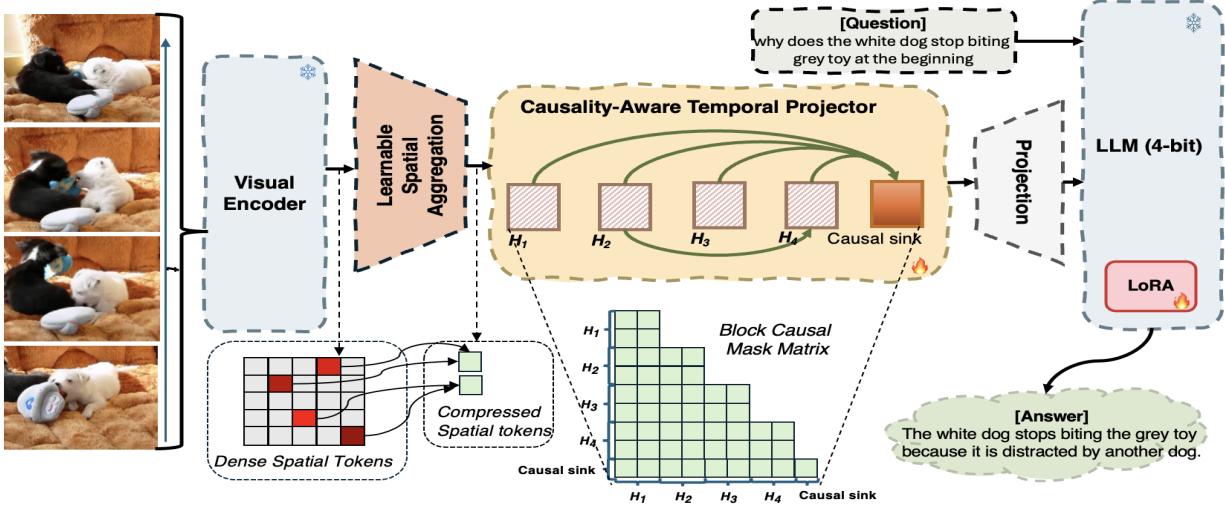 [Question]
why does the white dog stop biting
grey toy at the beginning
Visual
Encoder
Learnable
Spatial
Aggregation
Causality-Aware Temporal Projector
H1
H2
H3
H4
Causal sink
Projection
LLM (4-bit)
LoRA
Dense Spatial Tokens
Compressed
Spatial tokens
Block Causal
Mask Matrix
H1
H2
H3
H4
Causal sink
H1
H2
H3
H4
Causal sink
[Answer]
The white dog stops biting the grey toy
because it is distracted by another dog.